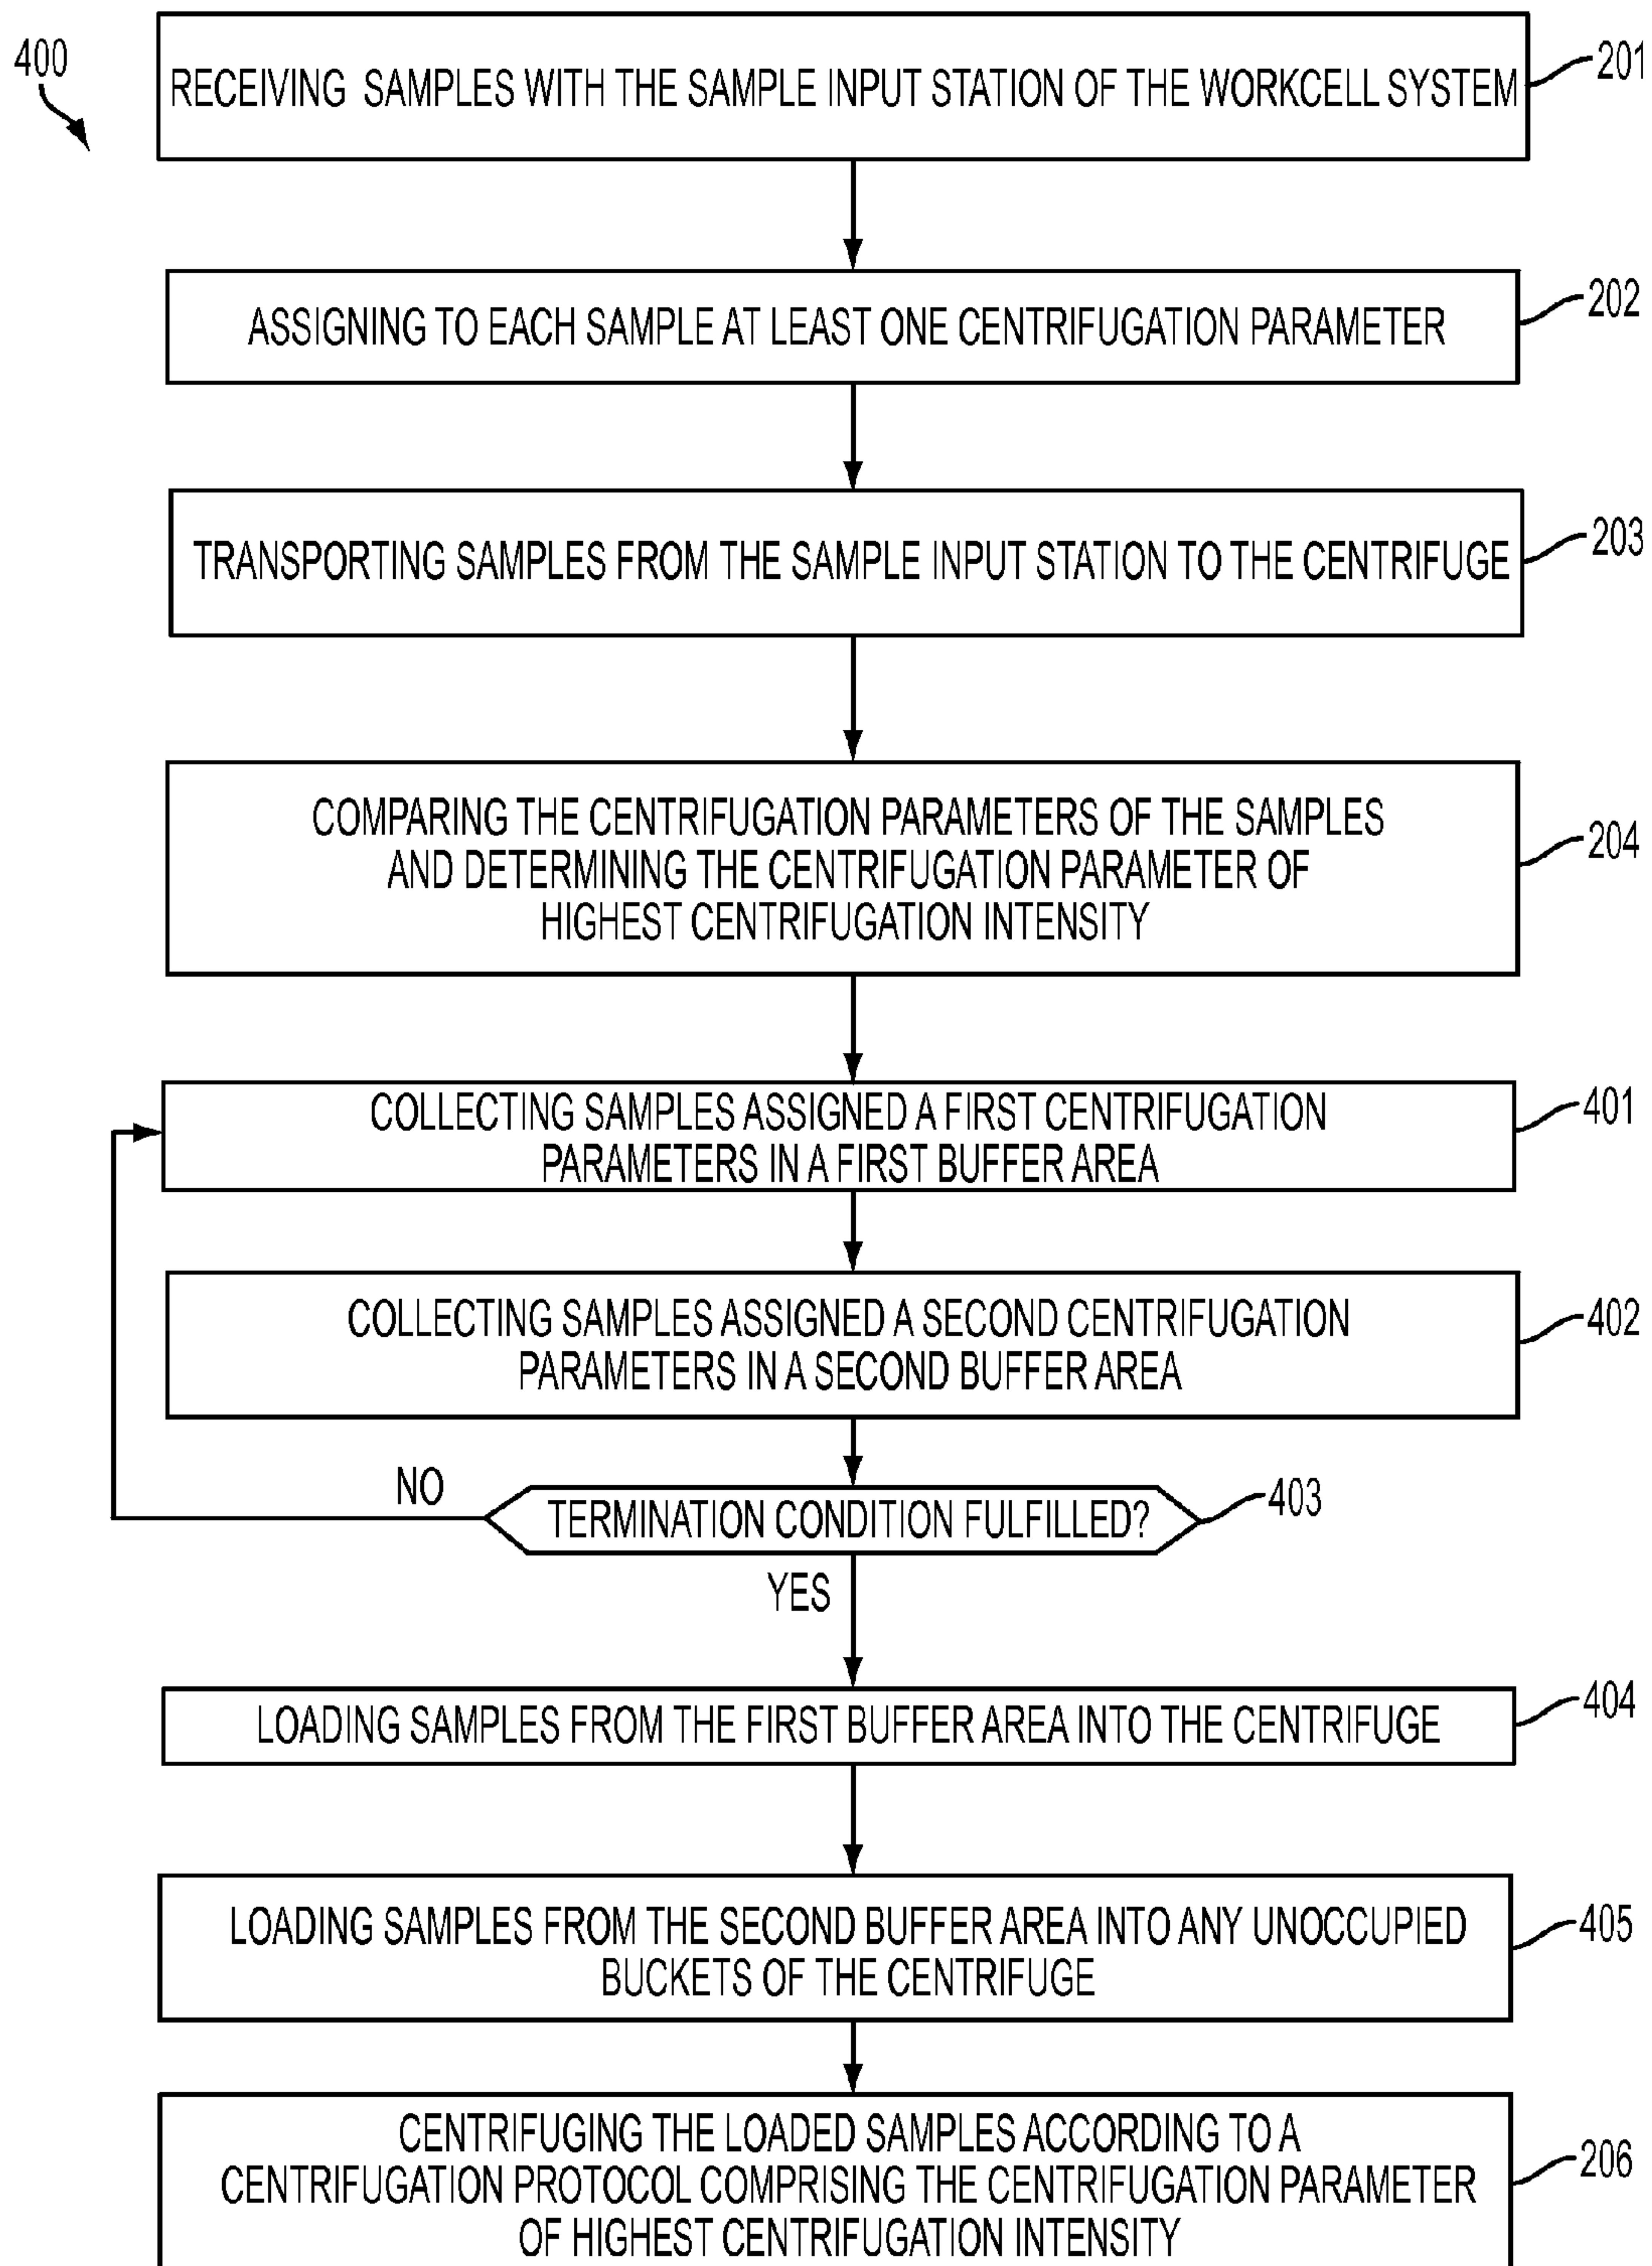 400
RECEIVING SAMPLES WITH THE SAMPLE INPUT STATION OF THE WORKCELL SYSTEM
201
ASSIGNING TO EACH SAMPLE AT LEAST ONE CENTRIFUGATION PARAMETER
202
TRANSPORTING SAMPLES FROM THE SAMPLE INPUT STATION TO THE CENTRIFUGE
203
COMPARING THE CENTRIFUGATION PARAMETERS OF THE SAMPLES
AND DETERMINING THE CENTRIFUGATION PARAMETER OF
HIGHEST CENTRIFUGATION INTENSITY
204
COLLECTING SAMPLES ASSIGNED A FIRST CENTRIFUGATION
PARAMETERS IN A FIRST BUFFER AREA
401
COLLECTING SAMPLES ASSIGNED A SECOND CENTRIFUGATION
PARAMETERS IN A SECOND BUFFER AREA
402
NO
TERMINATION CONDITION FULFILLED?
403
YES
LOADING SAMPLES FROM THE FIRST BUFFER AREA INTO THE CENTRIFUGE
404
LOADING SAMPLES FROM THE SECOND BUFFER AREA INTO ANY UNOCCUPIED
BUCKETS OF THE CENTRIFUGE
405
CENTRIFUGING THE LOADED SAMPLES ACCORDING TO A
CENTRIFUGATION PROTOCOL COMPRISING THE CENTRIFUGATION PARAMETER
OF HIGHEST CENTRIFUGATION INTENSITY
206